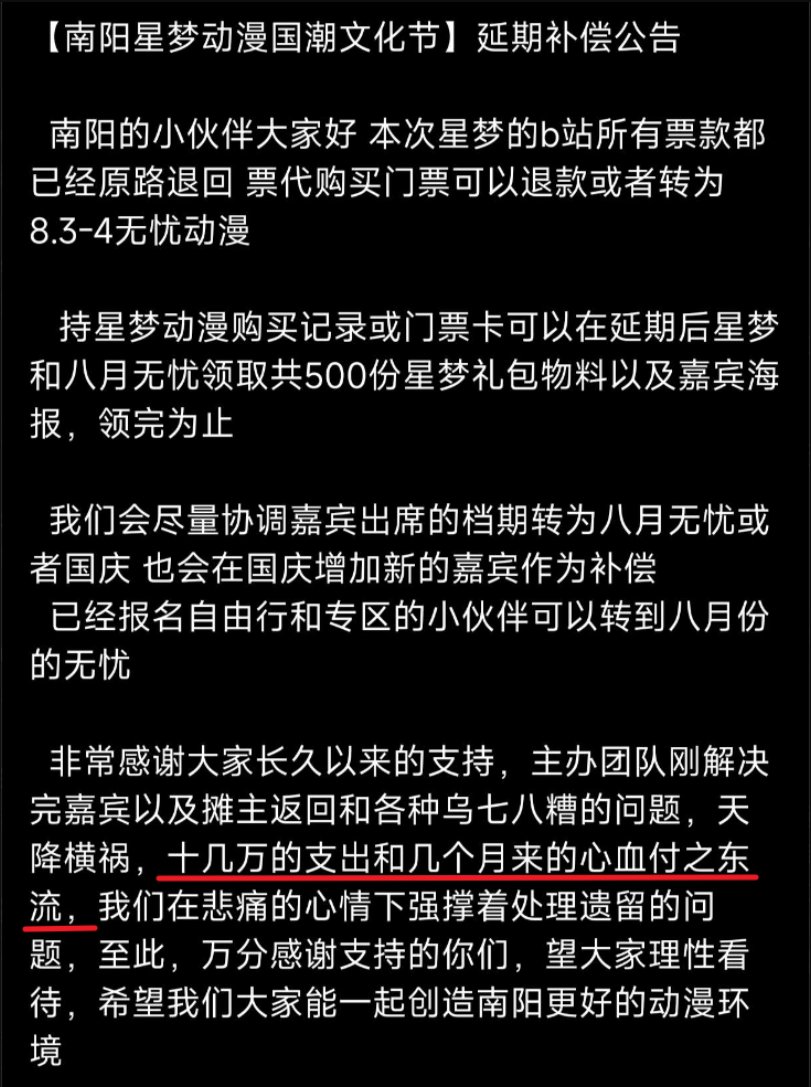 【南阳星梦动漫国潮文化节】延期补偿公告
南阳的小伙伴大家好 本次星梦的b站所有票款都
已经原路退回 票代购买门票可以退款或者转为
8.3-4无忧动漫
持星梦动漫购买记录或门票卡可以在延期后星梦
和八月无忧领取共500份星梦礼包物料以及嘉宾海
报，领完为止
我们会尽量协调嘉宾出席的档期转为八月无忧或
者国庆 也会在国庆增加新的嘉宾作为补偿
已经报名自由行和专区的小伙伴可以转到八月份
的无忧
非常感谢大家长久以来的支持，主办团队刚解决
完嘉宾以及摊主返回和各种乌七八糟的问题，天
降横祸，十几万的支出和几个月来的心血付之东
流，我们在悲痛的心情下强撑着处理遗留的问
题，至此，万分感谢支持的你们，望大家理性看
待，希望我们大家能一起创造南阳更好的动漫环
境